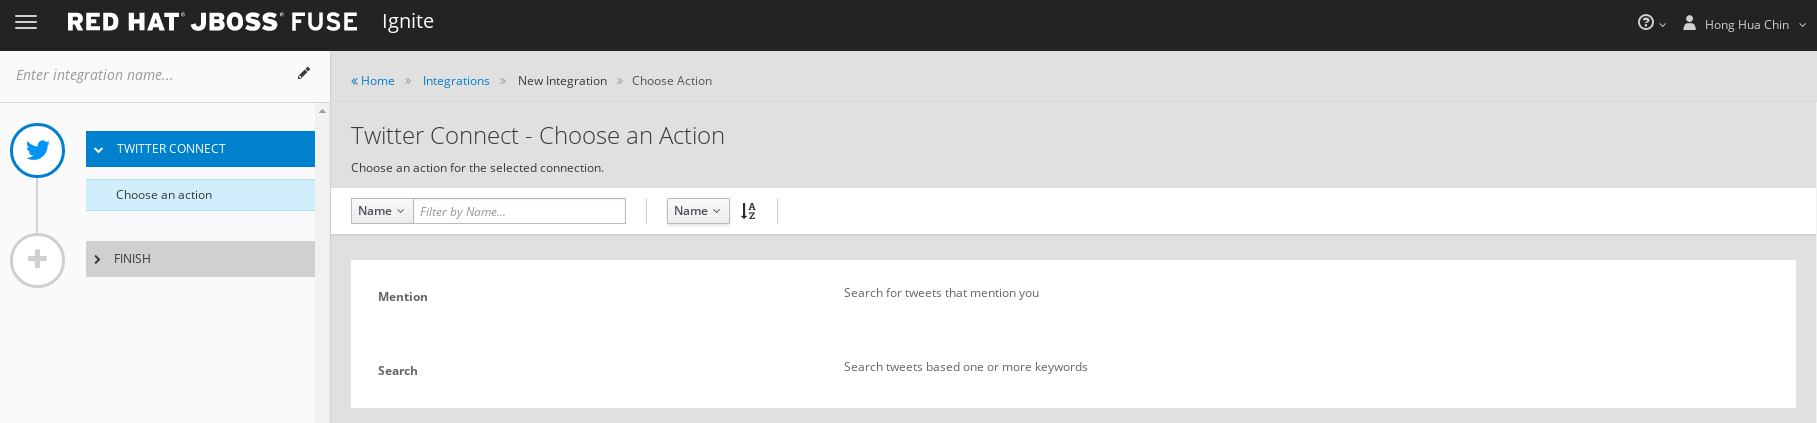 RED HAT® JBOSS® FUSE Ignite
Hong Hua Chin
Enter integration name...
« Home » Integrations » New Integration » Choose Action
TWITTER CONNECT
Choose an action
FINISH
Twitter Connect - Choose an Action
Choose an action for the selected connection.
Name Filter by Name... Name
Mention Search for tweets that mention you
Search Search tweets based one or more keywords